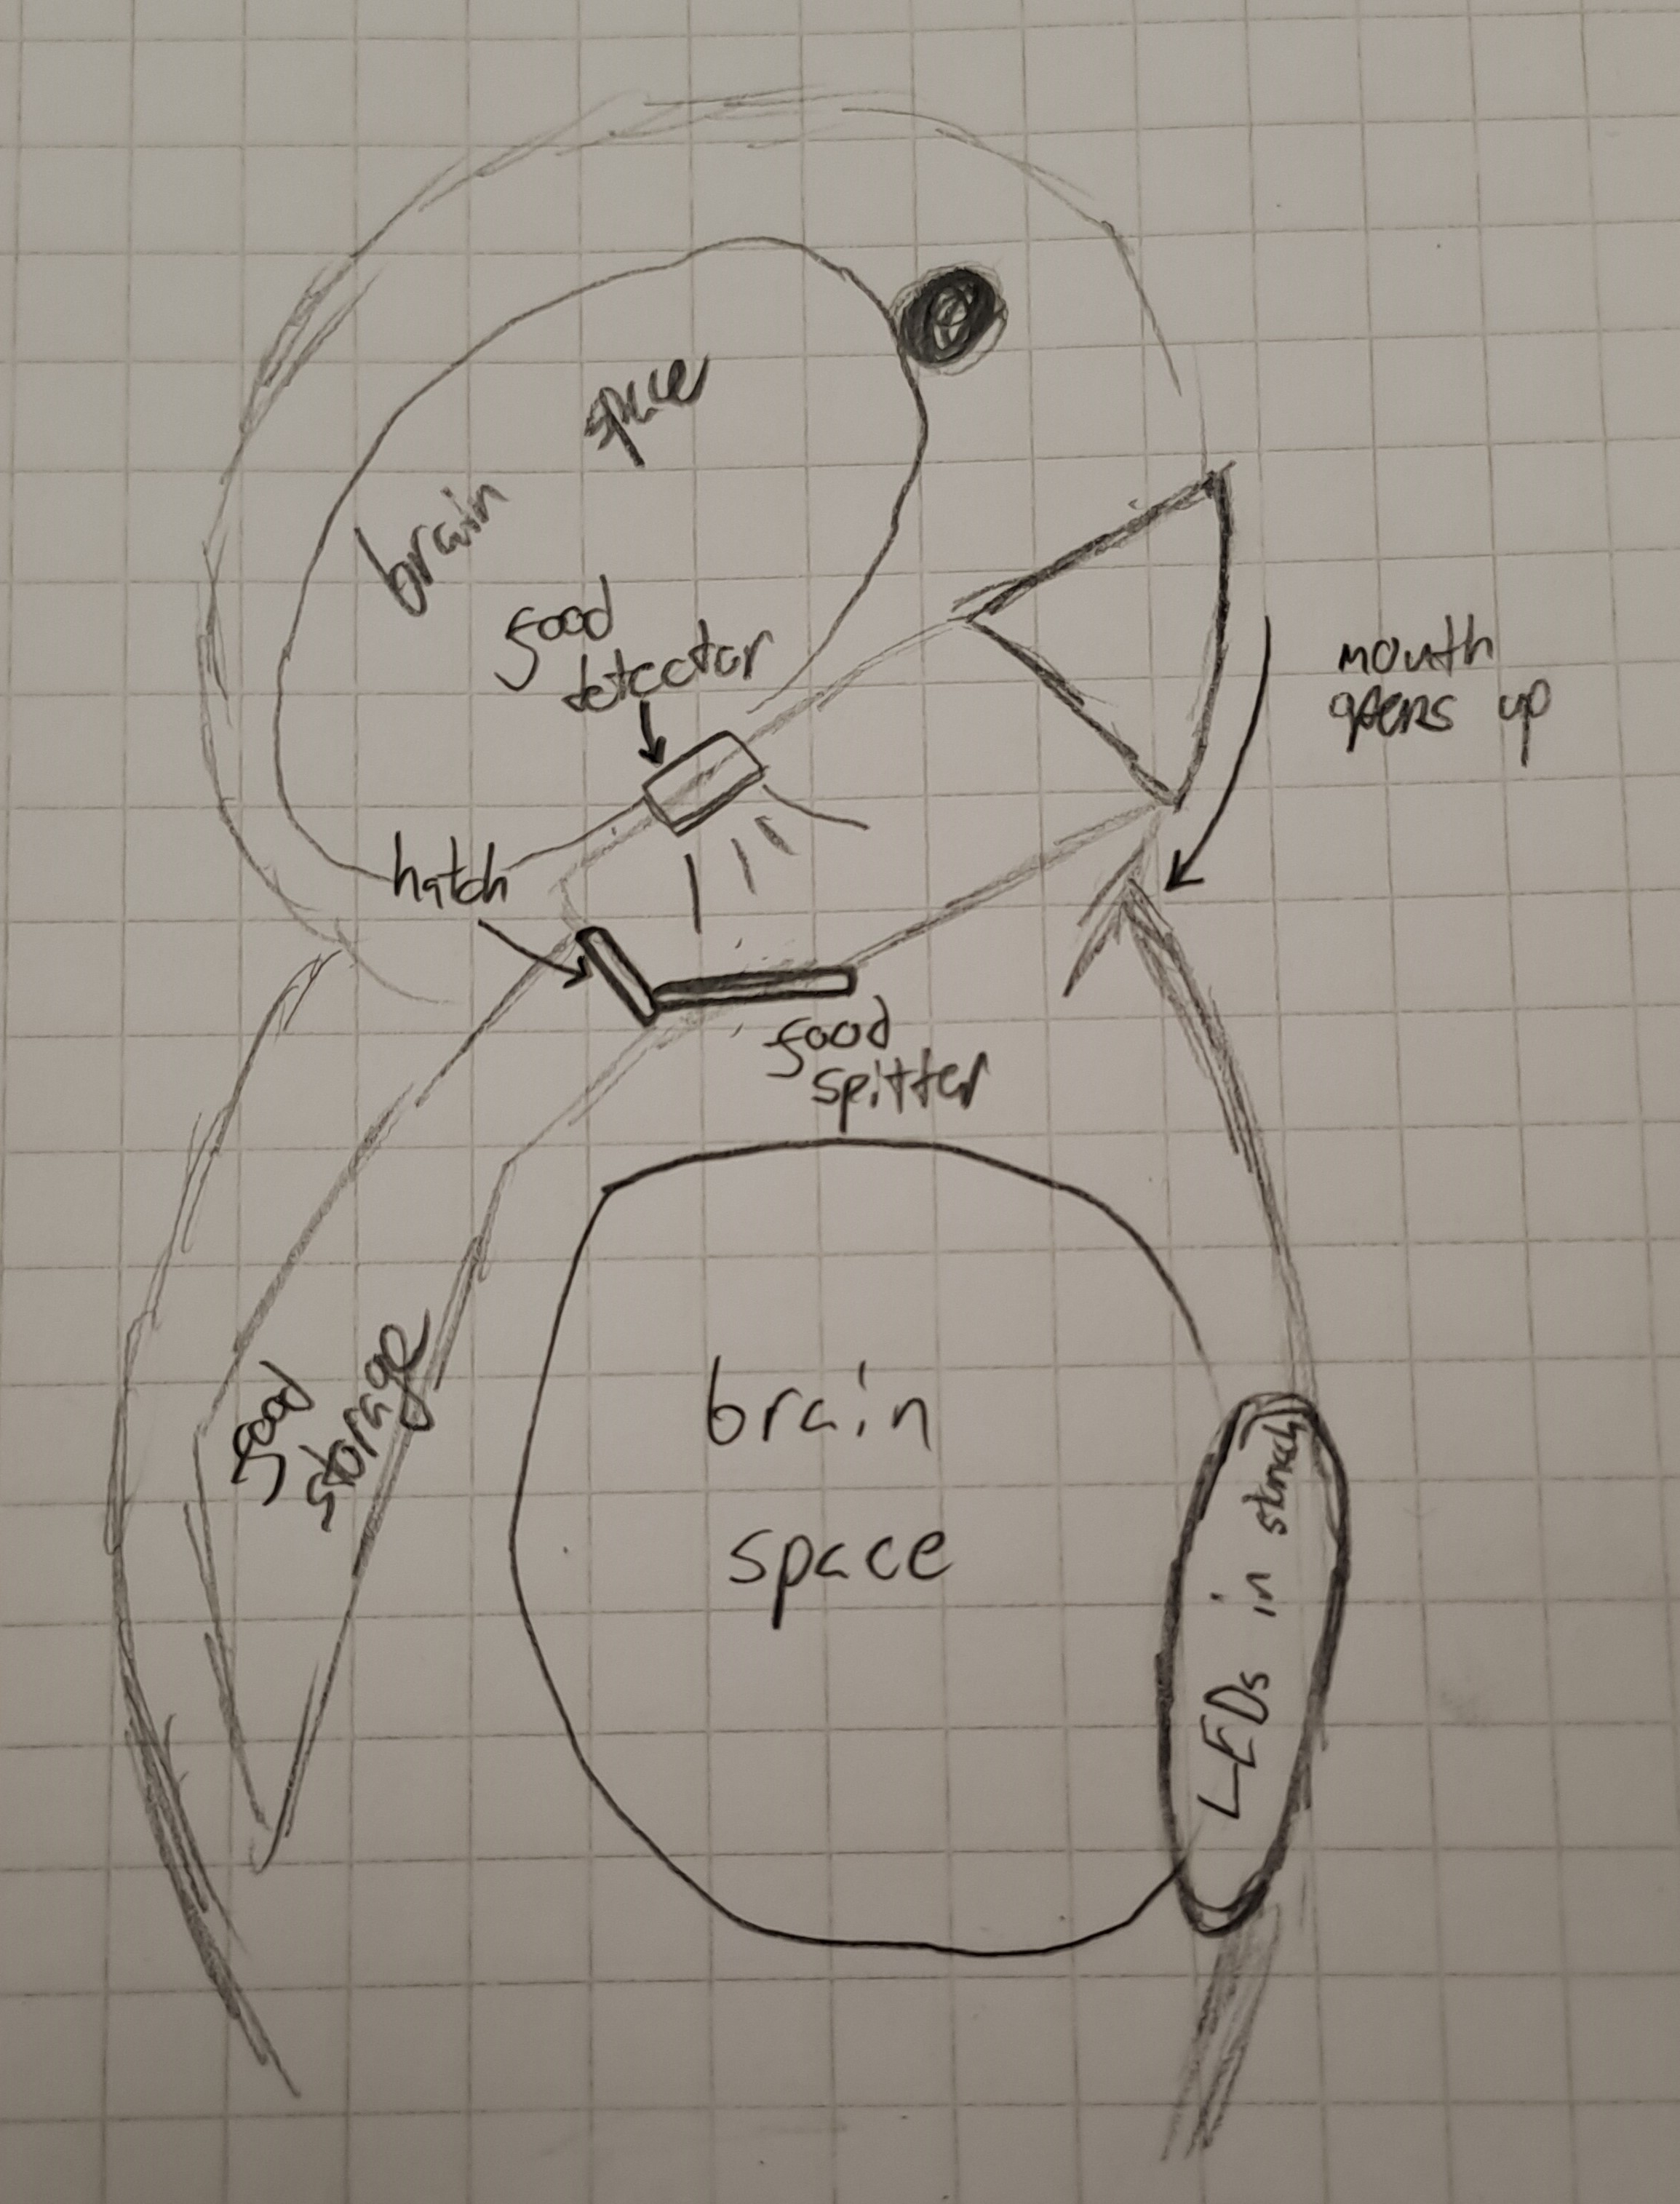 brain space
food
detector
mouth
opens up
hatch
food
spitter
food
storage
brain
space
LEDs in stomach